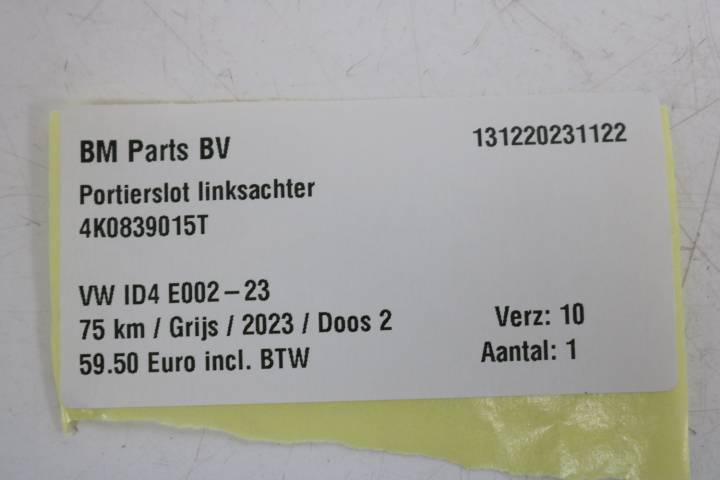 BM Parts BV 131220231122
Portierslot linksachter
4K0839015T
VW ID4 E002-23
75 km / Grijs / 2023 / Doos 2 Verz: 10
59.50 Euro incl. BTW Aantal: 1